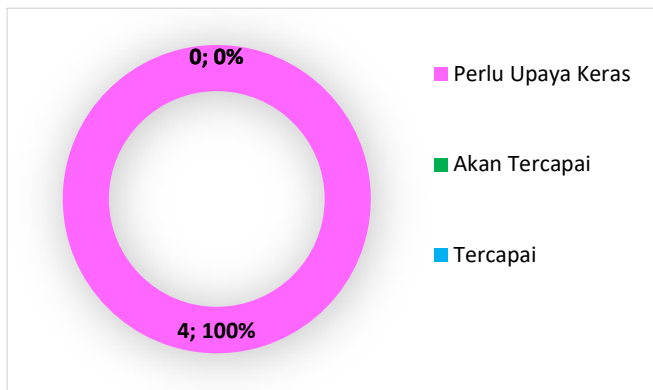 0; 0%
4; 100%
Perlu Upaya Keras
Akan Tercapai
Tercapai